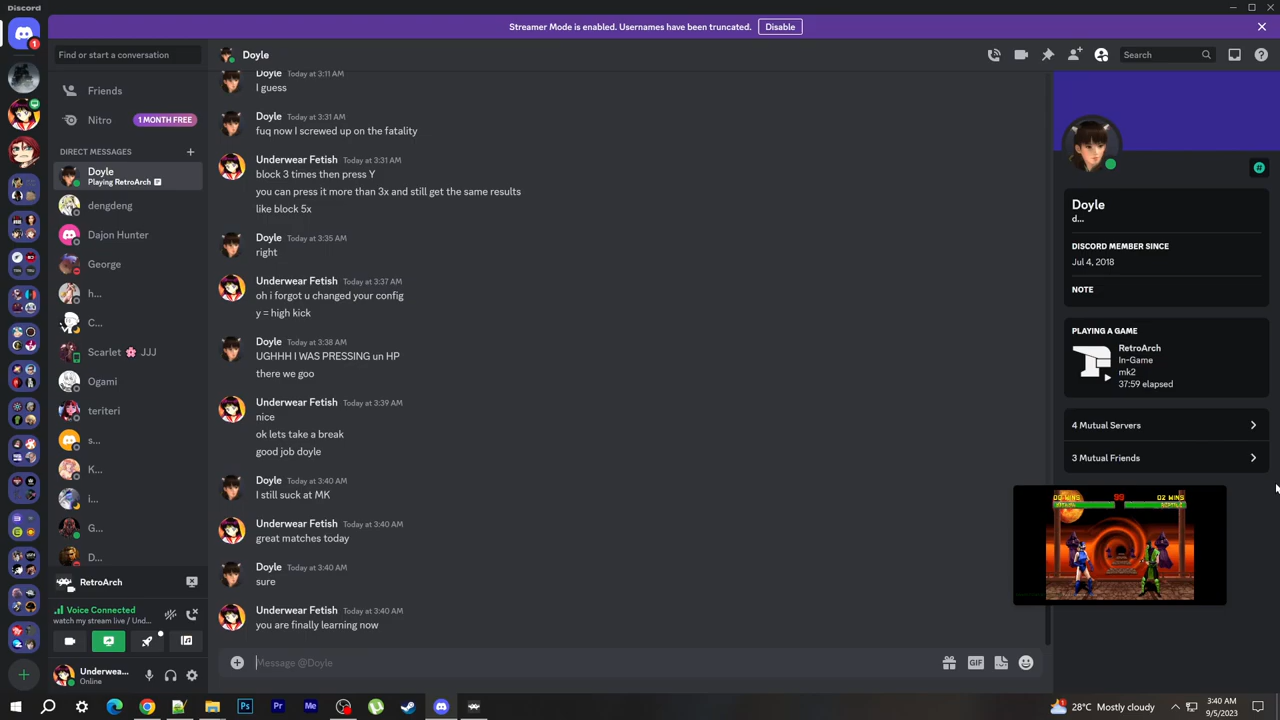 Discord
Streamer Mode is enabled. Usernames have been truncated. Disable
Find or start a conversation
Friends
Nitro
1 MONTH FREE
DIRECT MESSAGES
Doyle
Playing RetroArch
dengdeng
Dajon Hunter
George
h...
C...
Scarlet 🌸 JJJ
Ogami
teriteri
s...
K...
i...
G...
D...
RetroArch
Voice Connected
watch my stream live / Und...
Underwea...
Online
1
Doyle
Search
Doyle Today at 3:11 AM
I guess
Doyle Today at 3:31 AM
fuq now I screwed up on the fatality
Underwear Fetish Today at 3:31 AM
block 3 times then press Y
you can press it more than 3x and still get the same results
like block 5x
Doyle Today at 3:35 AM
right
Underwear Fetish Today at 3:37 AM
oh i forgot u changed your config
y = high kick
Doyle Today at 3:38 AM
UGHHH I WAS PRESSING un HP
there we goo
Underwear Fetish Today at 3:39 AM
nice
ok lets take a break
good job doyle
Doyle Today at 3:40 AM
I still suck at MK
Underwear Fetish Today at 3:40 AM
great matches today
Doyle Today at 3:40 AM
sure
Underwear Fetish Today at 3:40 AM
you are finally learning now
Message @Doyle
GIF
Doyle
d...
DISCORD MEMBER SINCE
Jul 4, 2018
NOTE
PLAYING A GAME
RetroArch
In-Game
mk2
37:59 elapsed
4 Mutual Servers
3 Mutual Friends
00 WINS 99 02 WINS
KITANA REPTILE
Ps
Pr
Me
1
28°C Mostly cloudy
3:40 AM
9/5/2023